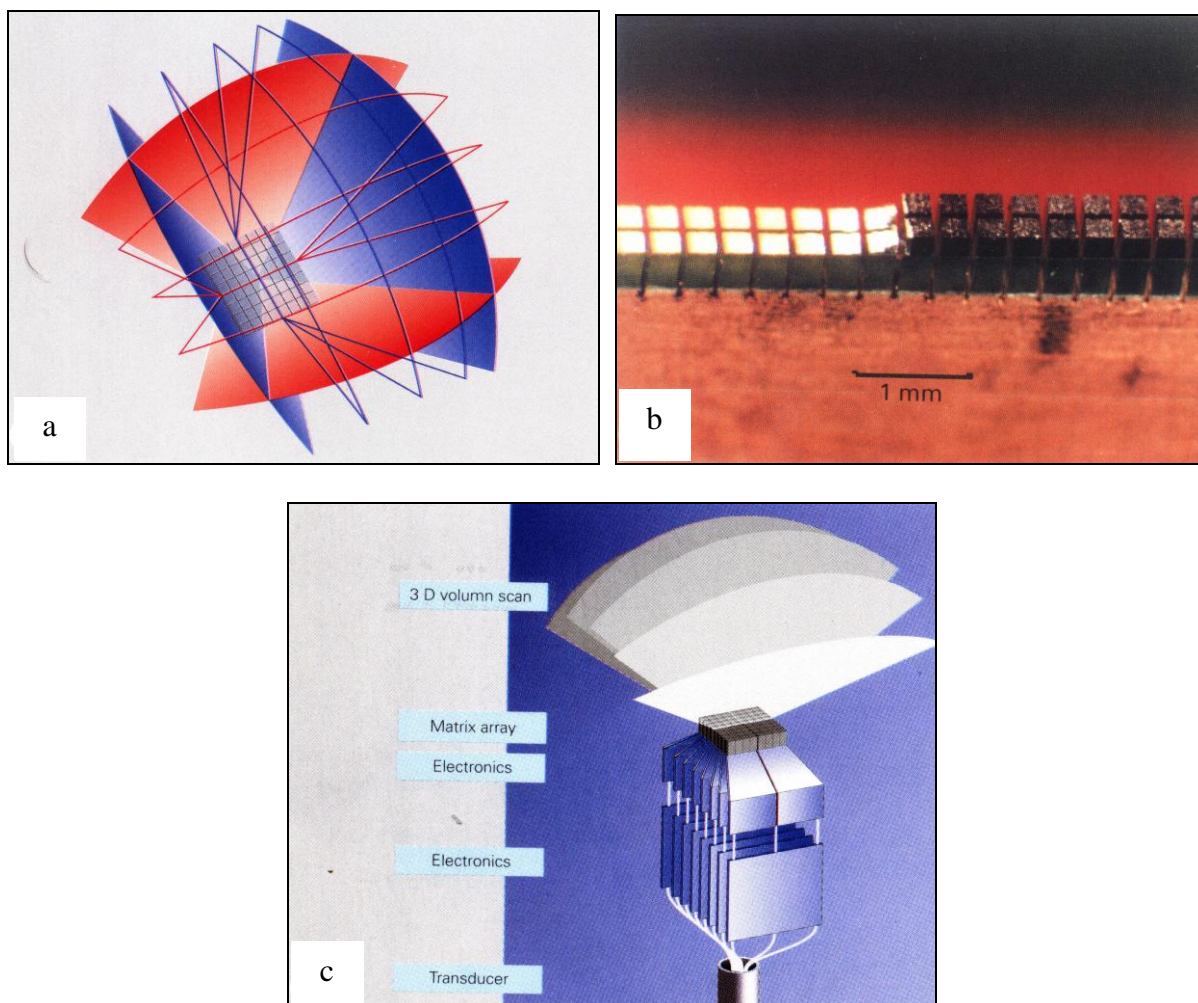 a
b
1 mm
3 D volumn scan
Matrix array
Electronics
Electronics
c
Transducer